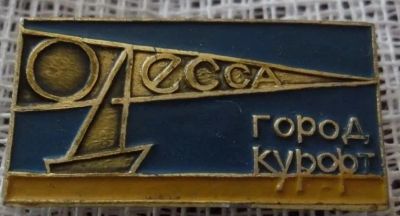 Одесса
город
курорт